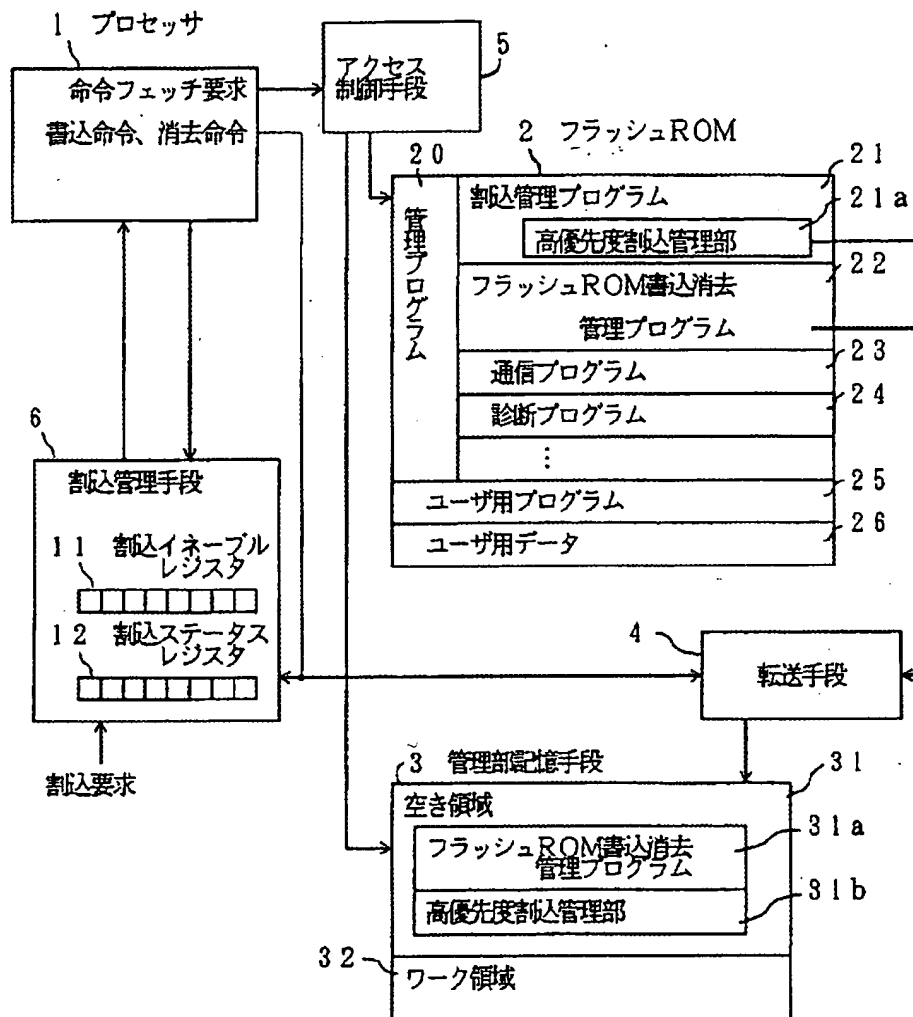 1 プロセッサ
命令フェッチ要求
書込命令、消去命令
アクセス
制御手段
5
2 フラッシュROM
20
管理プログラム
割込管理プログラム
21
21a
高優先度割込管理部
22
フラッシュROM書込消去
管理プログラム
23
通信プログラム
24
診断プログラム
⋮
25
ユーザ用プログラム
26
ユーザ用データ
6
割込管理手段
11 割込イネーブル
レジスタ
12 割込ステータス
レジスタ
割込要求
4
転送手段
3 管理部記憶手段
31
空き領域
31a
フラッシュROM書込消去
管理プログラム
31b
高優先度割込管理部
32
ワーク領域